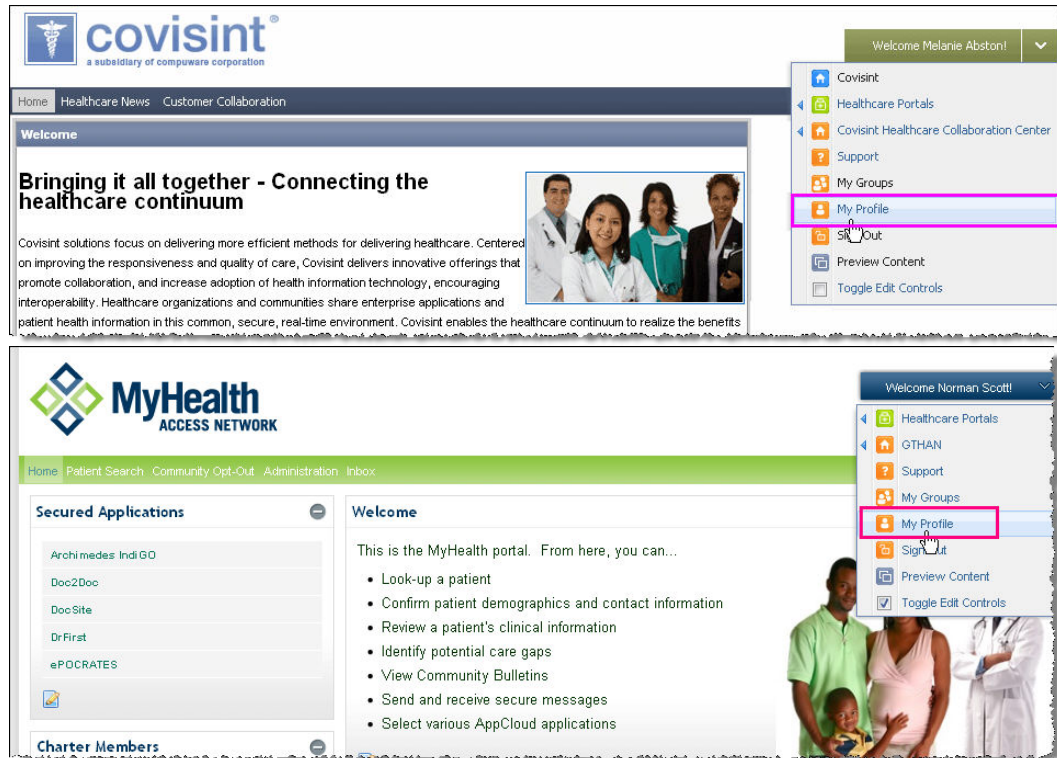 covisint®
a subsidiary of compuware corporation
Welcome Melanie Abston!
Covisint
Healthcare Portals
Covisint Healthcare Collaboration Center
Support
My Groups
My Profile
Out
Preview Content
Toggle Edit Controls
Home Healthcare News Customer Collaboration
Welcome
Bringing it all together - Connecting the
healthcare continuum
Covisint solutions focus on delivering more efficient methods for delivering healthcare. Centered
on improving the responsiveness and quality of care, Covisint delivers innovative offerings that
promote collaboration, and increase adoption of health information technology, encouraging
interoperability. Healthcare organizations and communities share enterprise applications and
patient health information in this common, secure, real-time environment. Covisint enables the healthcare continuum to realize the benefits
MyHealth
ACCESS NETWORK
Welcome Norman Scott!
Healthcare Portals
GTHAN
Support
My Groups
My Profile
Sign Out
Preview Content
Toggle Edit Controls
Home Patient Search Community Opt-Out Administration Inbox
Secured Applications
Archimedes IndiGO
Doc2Doc
DocSite
DrFirst
ePOCRATES
Charter Members
Welcome
This is the MyHealth portal. From here, you can...
• Look-up a patient
• Confirm patient demographics and contact information
• Review a patient's clinical information
• Identify potential care gaps
• View Community Bulletins
• Send and receive secure messages
• Select various AppCloud applications